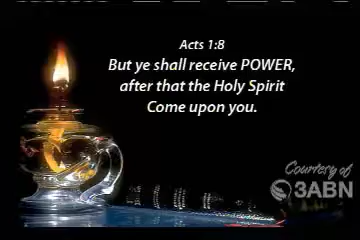 Acts 1:8
But ye shall receive POWER,
after that the Holy Spirit
Come upon you.
Courtesy of
3ABN